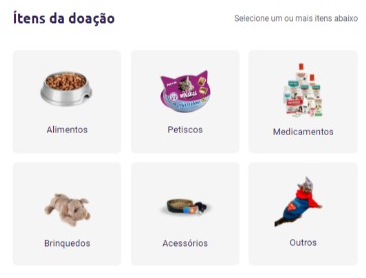 Ítens da doação
Selecione um ou mais itens abaixo
Alimentos
Petiscos
Medicamentos
Brinquedos
Acessórios
Outros